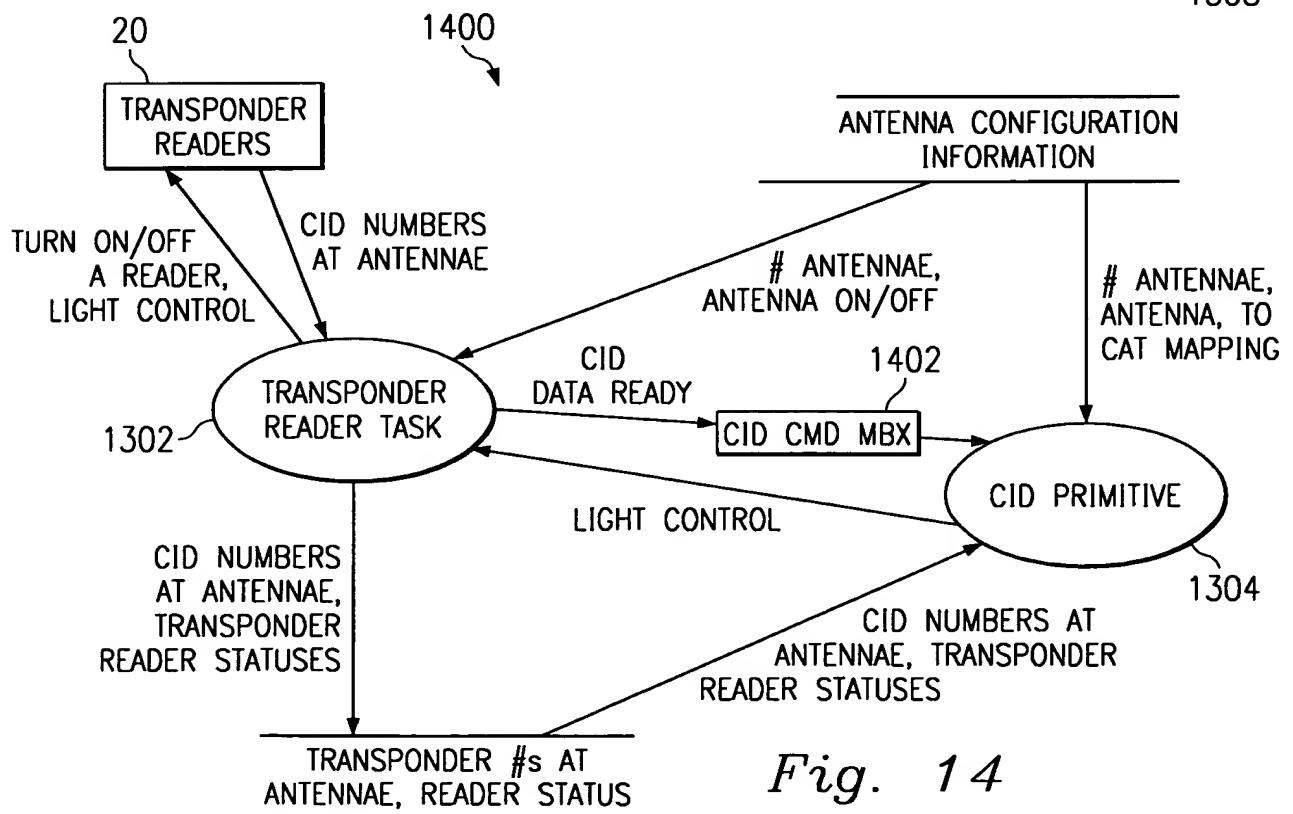 20
1400
TRANSPONDER
READERS
ANTENNA CONFIGURATION
INFORMATION
TURN ON/OFF
A READER,
LIGHT CONTROL
CID NUMBERS
AT ANTENNAE
# ANTENNAE,
ANTENNA ON/OFF
# ANTENNAE,
ANTENNA, TO
CAT MAPPING
TRANSPONDER
READER TASK
1302
CID
DATA READY
1402
CID CMD MBX
CID PRIMITIVE
1304
LIGHT CONTROL
CID NUMBERS
AT ANTENNAE,
TRANSPONDER
READER STATUSES
CID NUMBERS AT
ANTENNAE, TRANSPONDER
READER STATUSES
TRANSPONDER #s AT
ANTENNAE, READER STATUS
Fig. 14